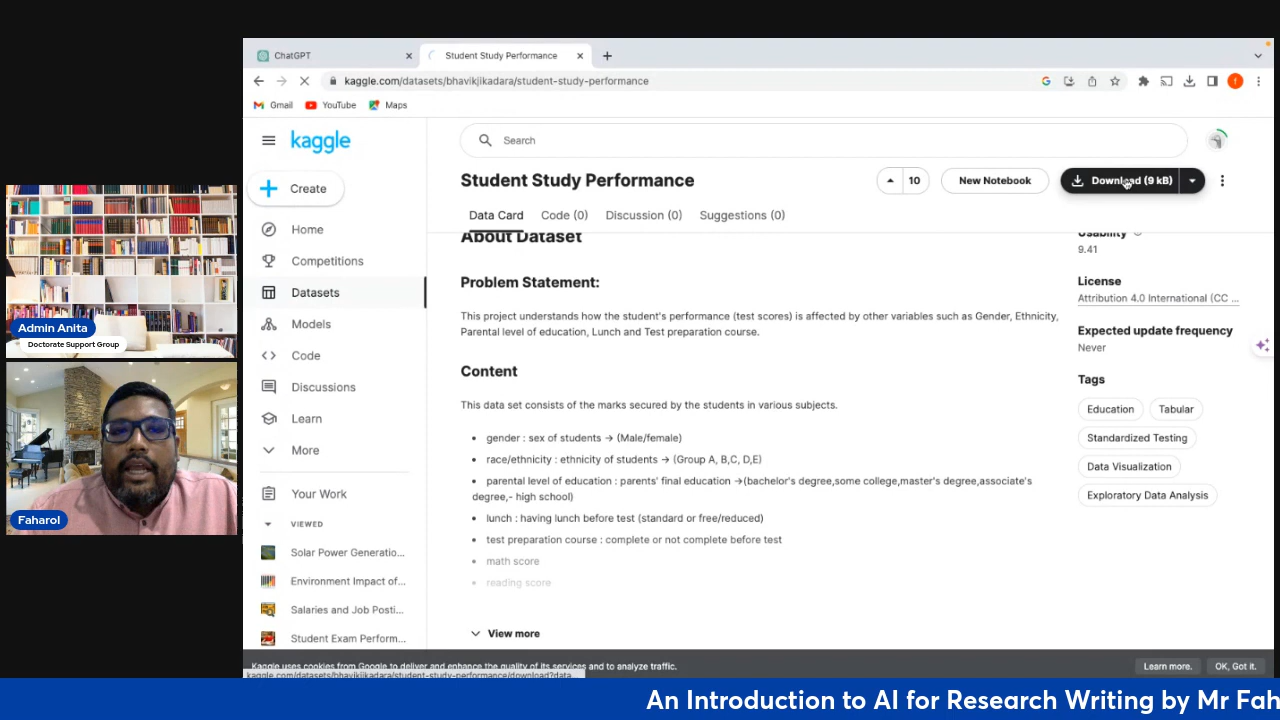 ChatGPT
Student Study Performance
kaggle.com/datasets/bhavikjikadara/student-study-performance
Gmail
YouTube
Maps
kaggle
Search
Create
Home
Competitions
Datasets
Models
Code
Discussions
Learn
More
Your Work
VIEWED
Solar Power Generatio...
Environment Impact of...
Salaries and Job Posti...
Student Exam Perform...
Student Study Performance
10
New Notebook
Download (9 kB)
Data Card
Code (0)
Discussion (0)
Suggestions (0)
About Dataset
Problem Statement:
This project understands how the student's performance (test scores) is affected by other variables such as Gender, Ethnicity,
Parental level of education, Lunch and Test preparation course.
Content
This data set consists of the marks secured by the students in various subjects.
• gender : sex of students → (Male/female)
• race/ethnicity : ethnicity of students → (Group A, B,C, D,E)
• parental level of education : parents' final education →(bachelor's degree,some college,master's degree,associate's
degree,- high school)
• lunch : having lunch before test (standard or free/reduced)
• test preparation course : complete or not complete before test
• math score
• reading score
View more
Usability
9.41
License
Attribution 4.0 International (CC ...
Expected update frequency
Never
Tags
Education
Tabular
Standardized Testing
Data Visualization
Exploratory Data Analysis
Kaggle uses cookies from Google to deliver and enhance the quality of its services and to analyze traffic.
Learn more.
OK, Got it.
kaggle.com/datasets/bhavikjikadara/student-study-performance/download?data...
Admin Anita
Doctorate Support Group
Faharol
An Introduction to AI for Research Writing by Mr Fah